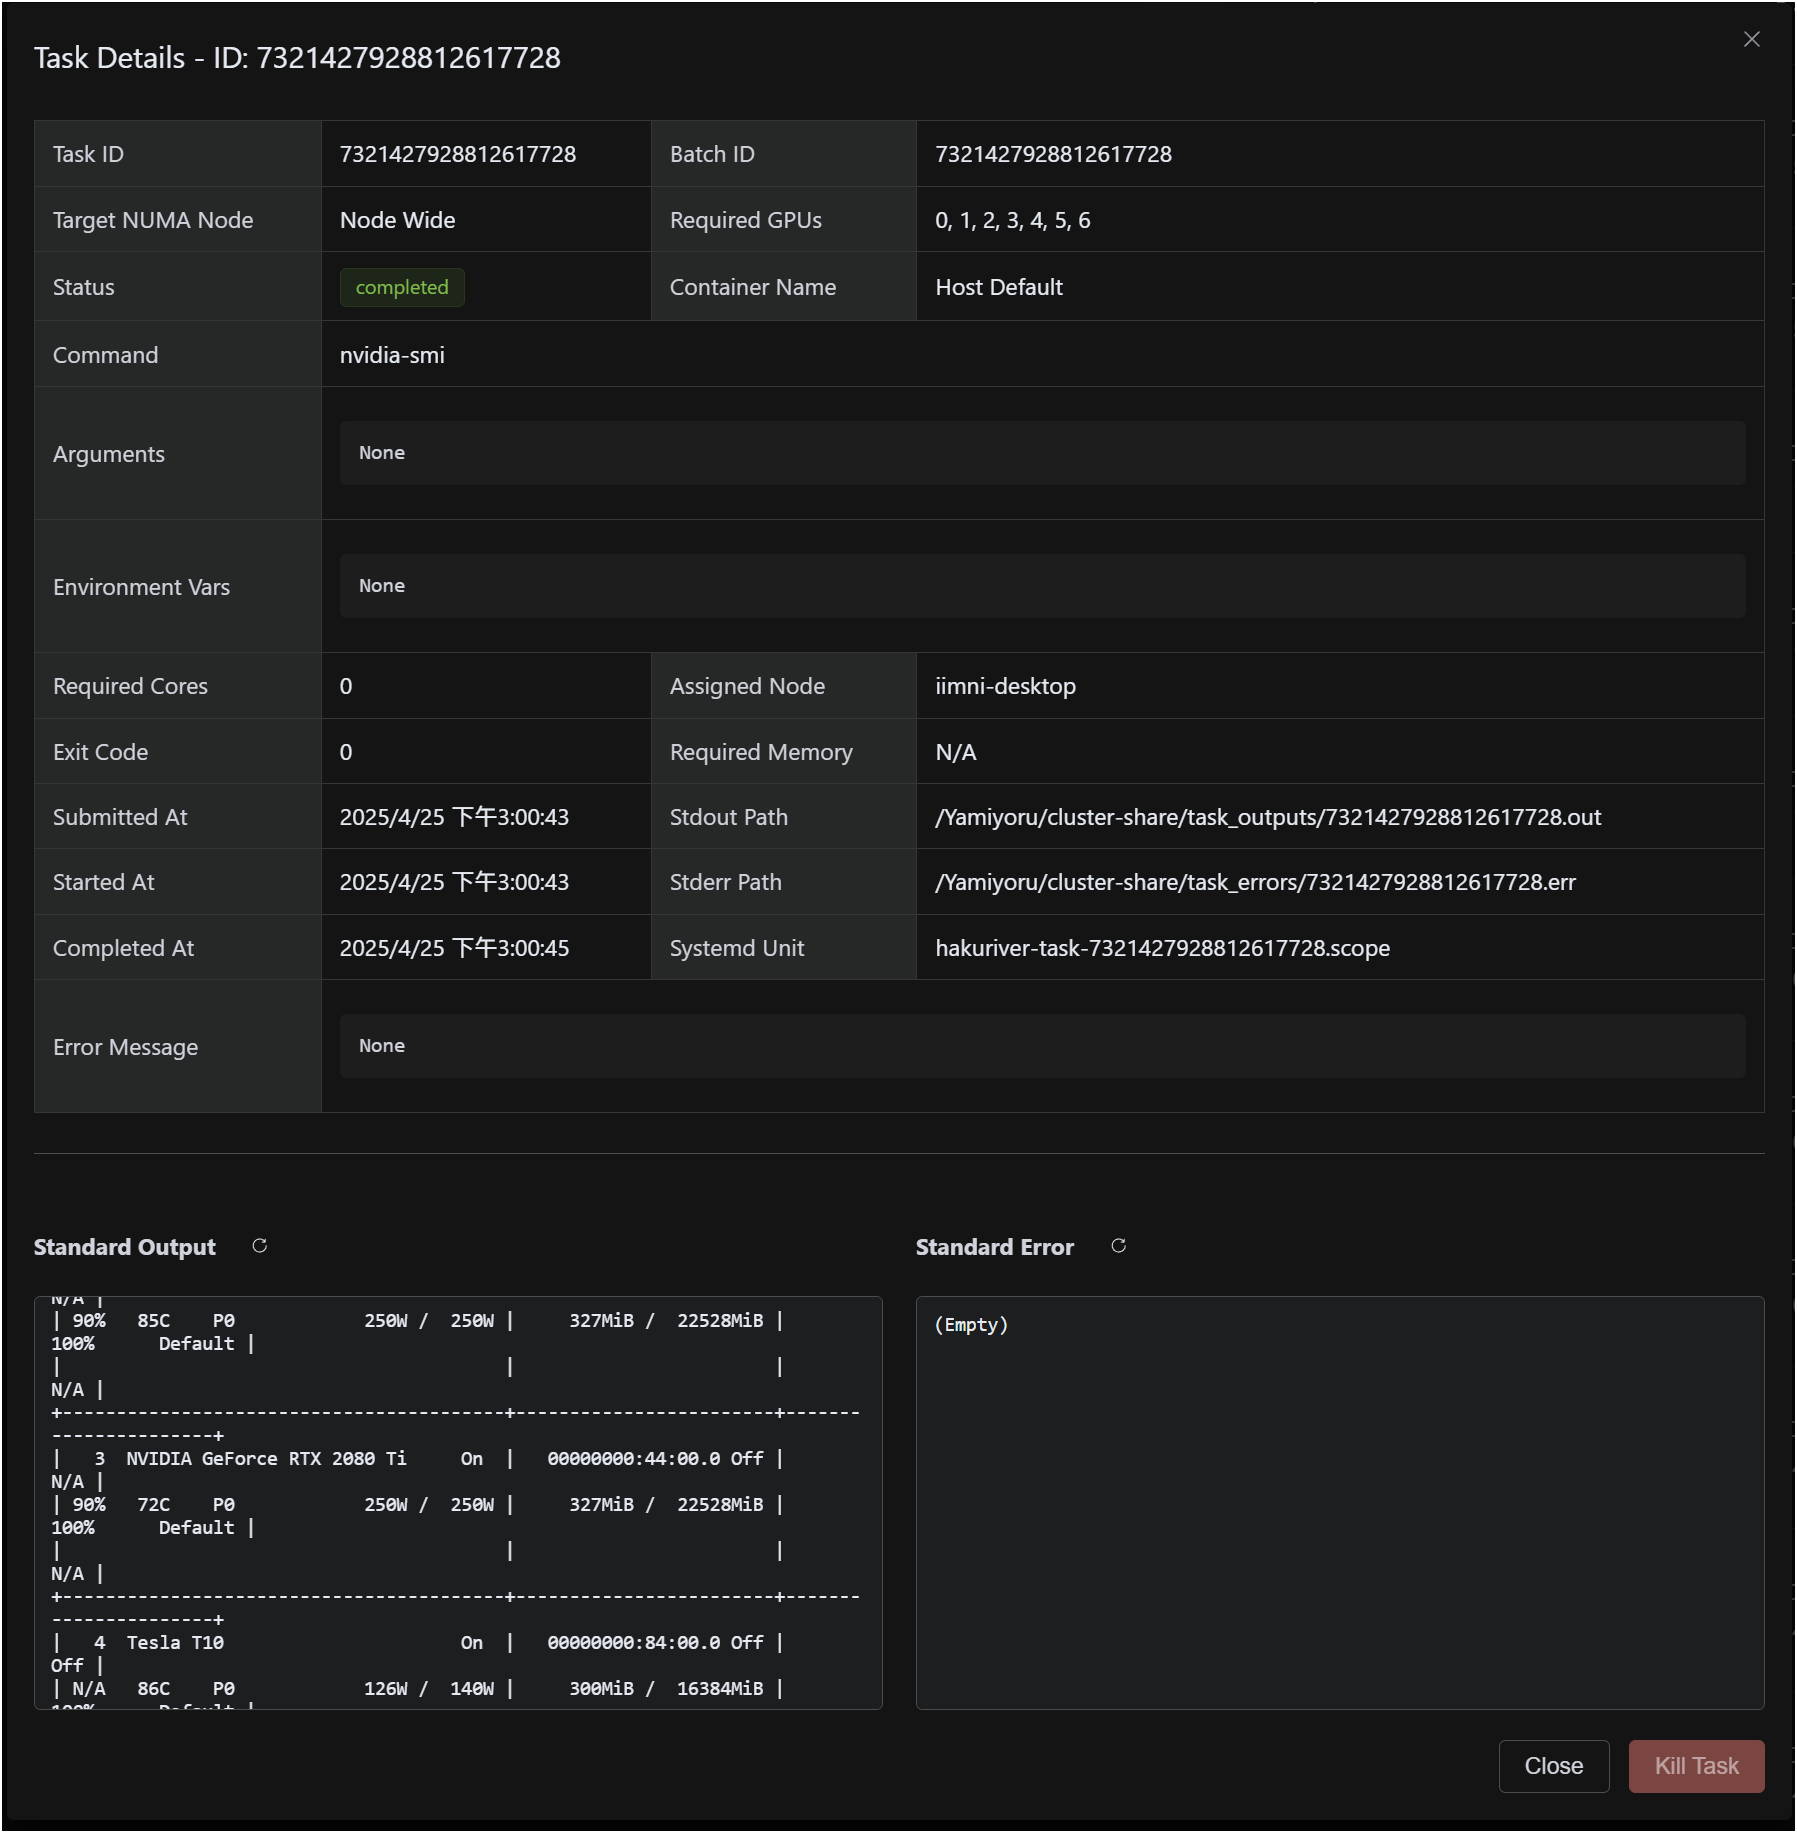 Task Details - ID: 7321427928812617728
Task ID 7321427928812617728 Batch ID 7321427928812617728
Target NUMA Node Node Wide Required GPUs 0, 1, 2, 3, 4, 5, 6
Status completed Container Name Host Default
Command nvidia-smi
Arguments None
Environment Vars None
Required Cores 0 Assigned Node iimni-desktop
Exit Code 0 Required Memory N/A
Submitted At 2025/4/25 下午3:00:43 Stdout Path /Yamiyoru/cluster-share/task_outputs/7321427928812617728.out
Started At 2025/4/25 下午3:00:43 Stderr Path /Yamiyoru/cluster-share/task_errors/7321427928812617728.err
Completed At 2025/4/25 下午3:00:45 Systemd Unit hakuriver-task-7321427928812617728.scope
Error Message None
Standard Output
N/A |
| 90%   85C    P0            250W /  250W |     327MiB /  22528MiB |
100%      Default |
|                                         |                        |
N/A |
+-----------------------------------------+------------------------+-------
---------------+
|   3  NVIDIA GeForce RTX 2080 Ti     On  |   00000000:44:00.0 Off |
N/A |
| 90%   72C    P0            250W /  250W |     327MiB /  22528MiB |
100%      Default |
|                                         |                        |
N/A |
+-----------------------------------------+------------------------+-------
---------------+
|   4  Tesla T10                      On  |   00000000:84:00.0 Off |
Off |
| N/A   86C    P0            126W /  140W |     300MiB /  16384MiB |
100%      Default |
Standard Error
(Empty)
Close Kill Task